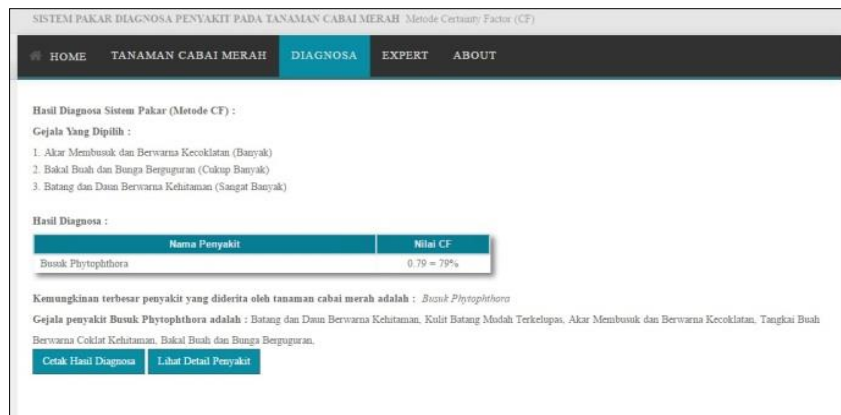 SISTEM PAKAR DIAGNOSA PENYAKIT PADA TANAMAN CABAI MERAH Metode Certainty Factor (CF)
HOME TANAMAN CABAI MERAH DIAGNOSA EXPERT ABOUT
Hasil Diagnosa Sistem Pakar (Metode CF) :
Gejala Yang Dipilih :
1. Akar Membusuk dan Berwarna Kecoklatan (Banyak)
2. Bakal Buah dan Bunga Berguguran (Cukup Banyak)
3. Batang dan Daun Berwarna Kehitaman (Sangat Banyak)
Hasil Diagnosa :
Nama Penyakit Nilai CF
Busuk Phytophthora 0.79 = 79%
Kemungkinan terbesar penyakit yang diderita oleh tanaman cabai merah adalah : Busuk Phytophthora
Gejala penyakit Busuk Phytophthora adalah : Batang dan Daun Berwarna Kehitaman, Kulit Batang Mudah Terkelupas, Akar Membusuk dan Berwarna Kecoklatan, Tangkai Buah
Berwarna Coklat Kehitaman, Bakal Buah dan Bunga Berguguran,
Cetak Hasil Diagnosa Lihat Detail Penyakit